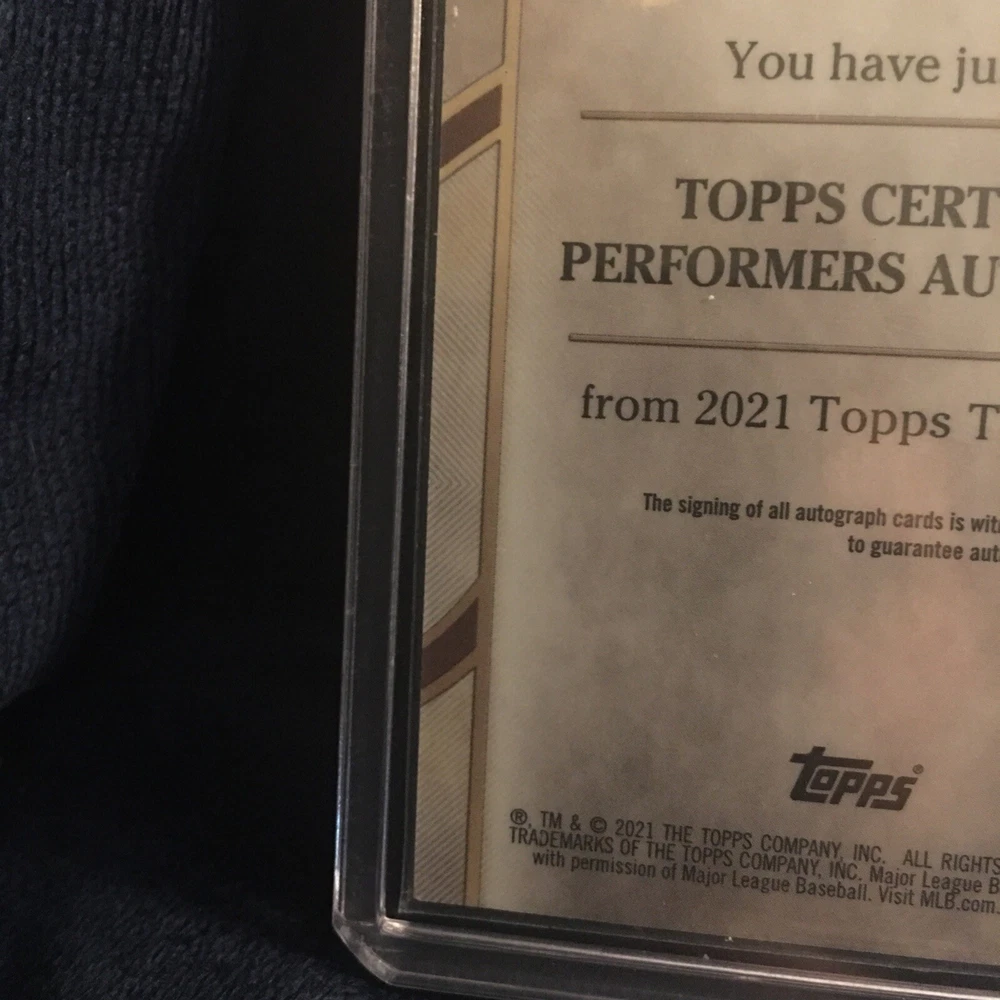 You have ju
TOPPS CERT
PERFORMERS AU
from 2021 Topps T
The signing of all autograph cards is wit
to guarantee aut
topps®
®, TM & © 2021 THE TOPPS COMPANY, INC. ALL RIGHTS
TRADEMARKS OF THE TOPPS COMPANY, INC. Major League B
with permission of Major League Baseball. Visit MLB.com.